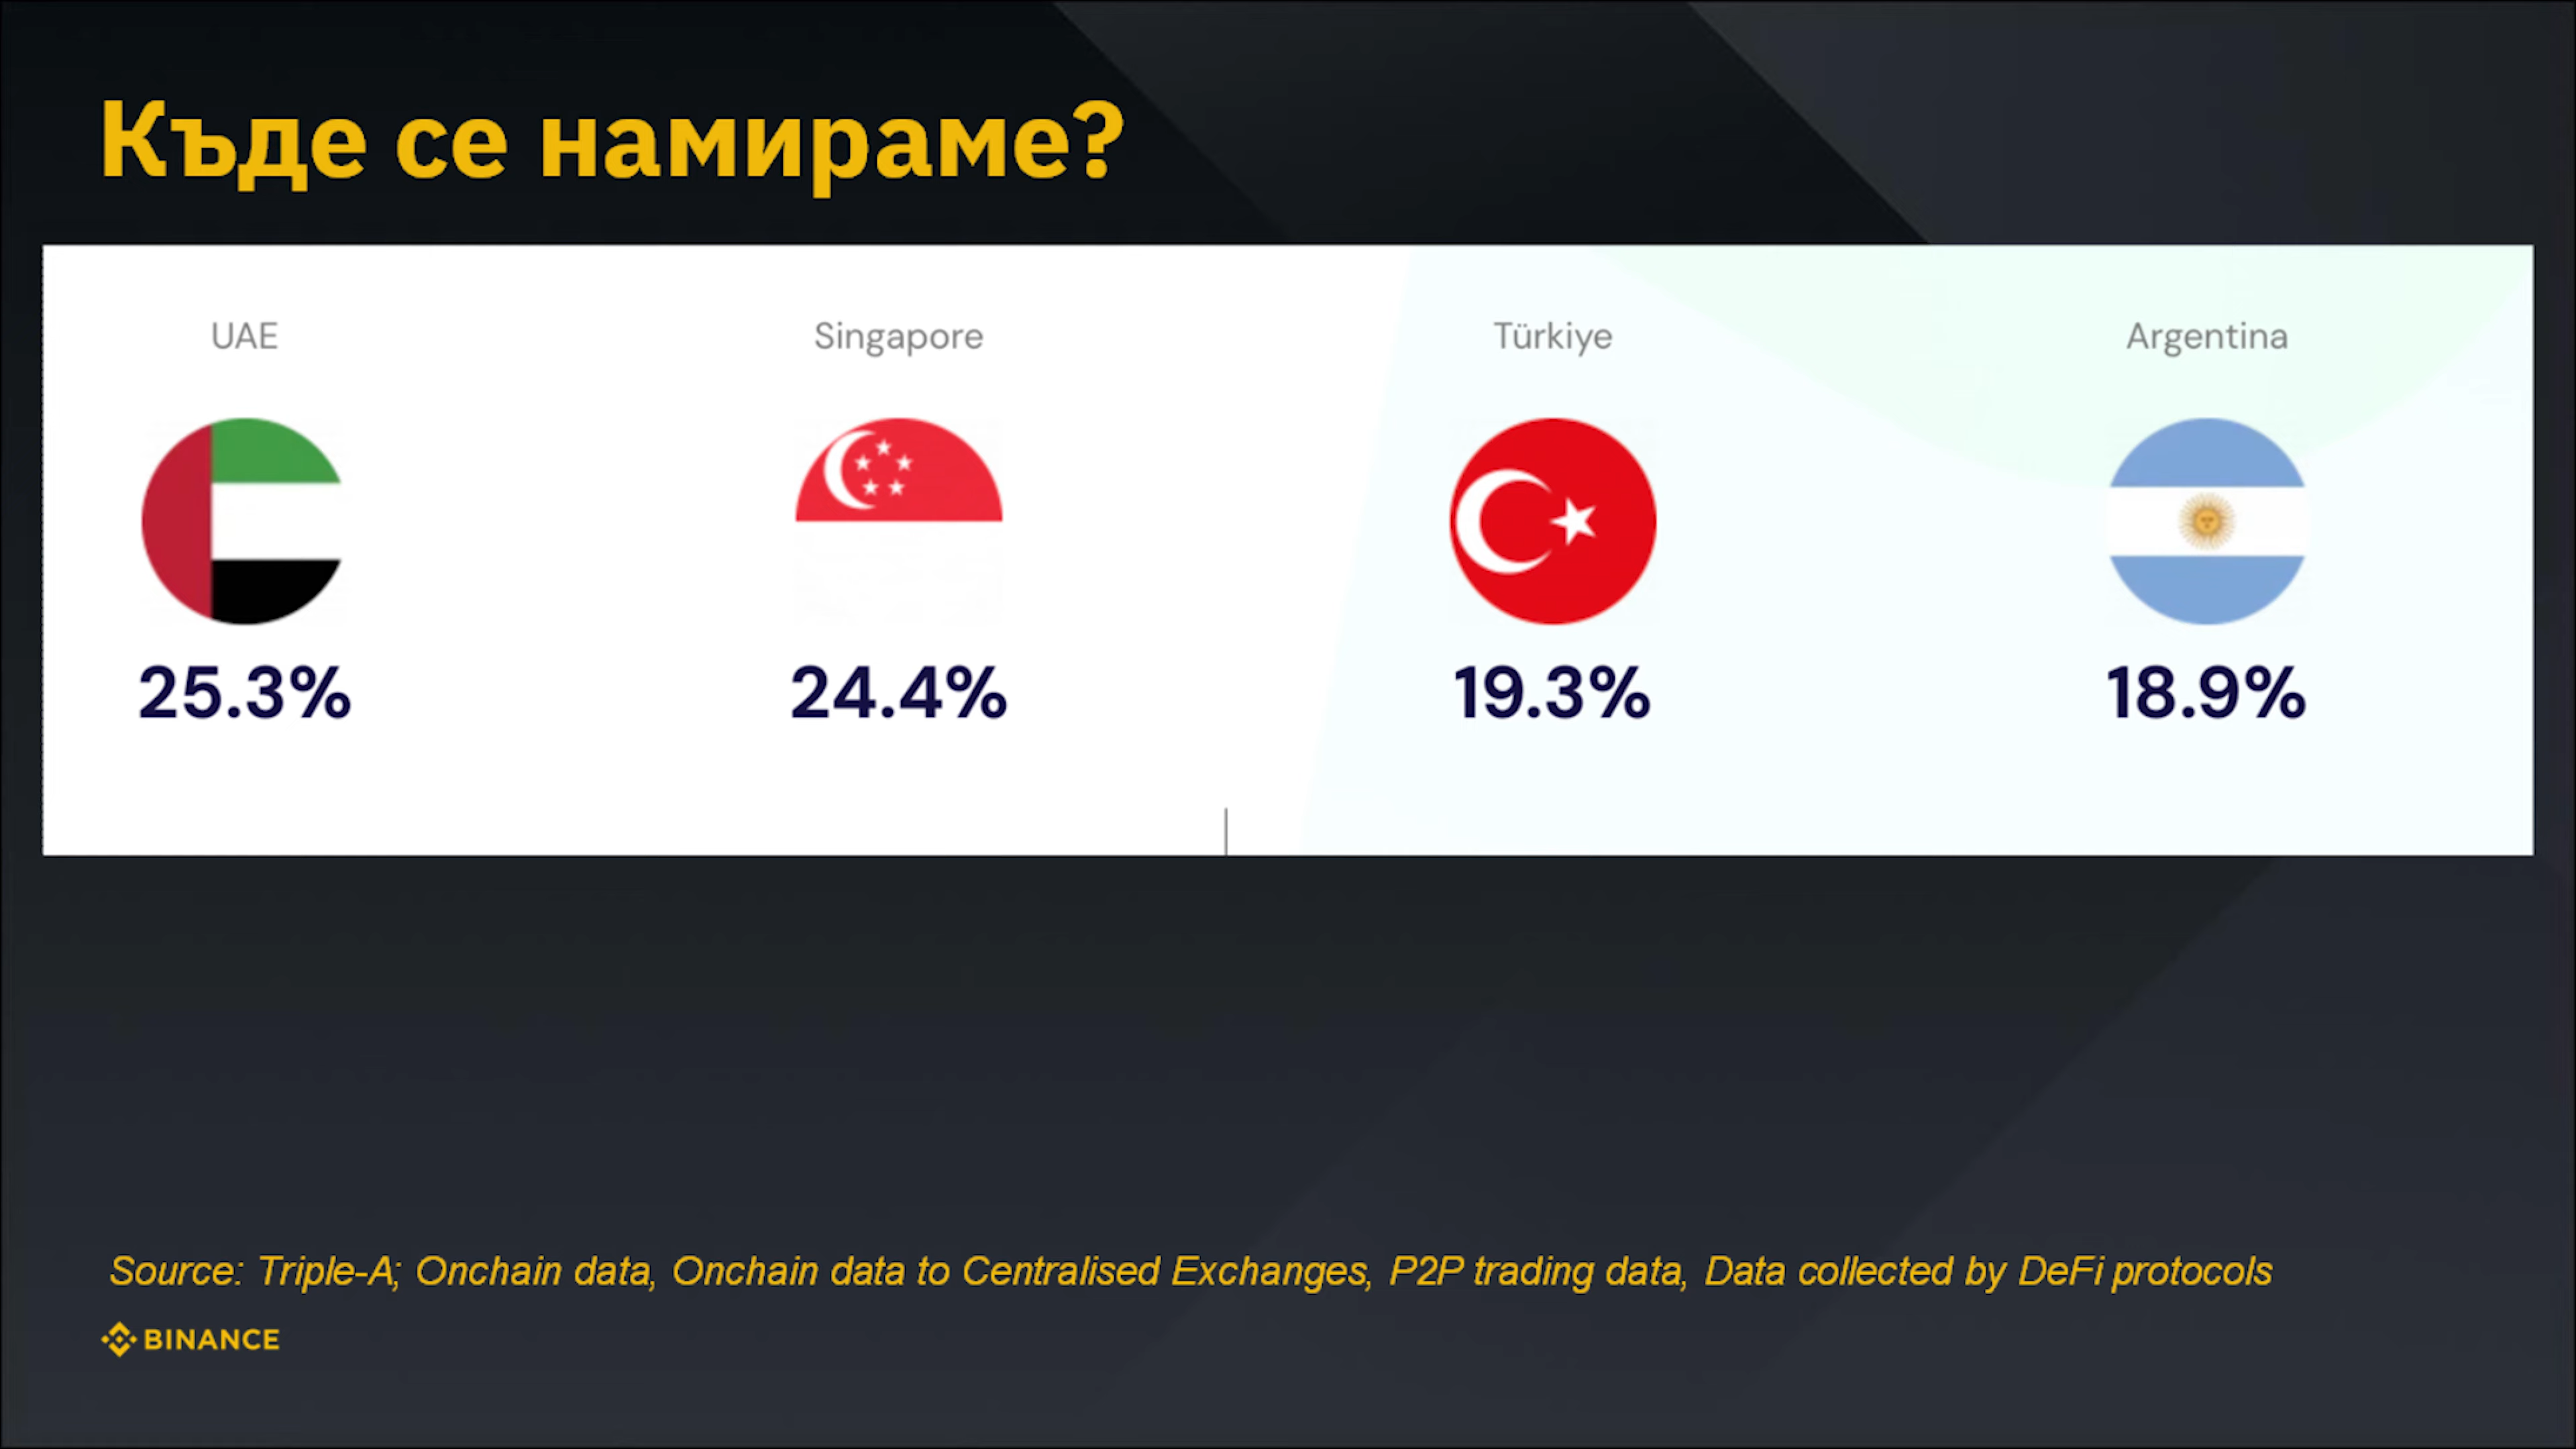 Къде се намираме?
UAE Singapore Türkiye Argentina
25.3% 24.4% 19.3% 18.9%
Source: Triple-A; Onchain data, Onchain data to Centralised Exchanges, P2P trading data, Data collected by DeFi protocols
BINANCE